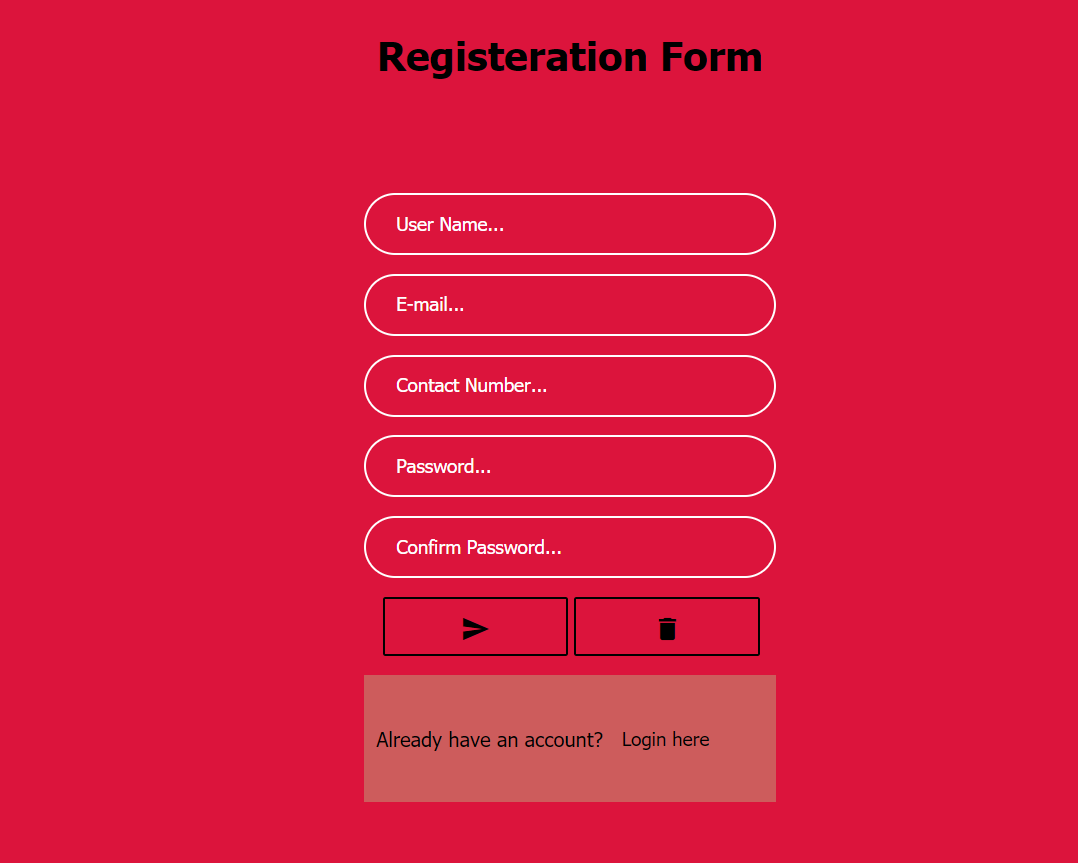 Registeration Form
User Name...
E-mail...
Contact Number...
Password...
Confirm Password...
Already have an account? Login here